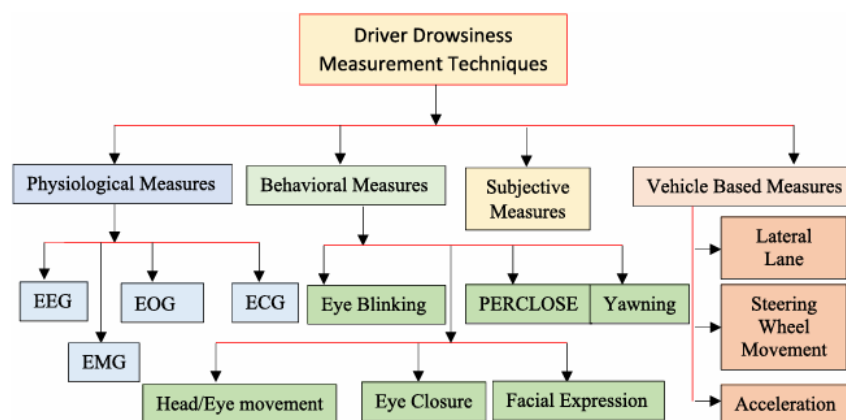 Driver Drowsiness
Measurement Techniques
Physiological Measures
Behavioral Measures
Subjective
Measures
Vehicle Based Measures
EEG
EOG
ECG
EMG
Eye Blinking
PERCLOSE
Yawning
Head/Eye movement
Eye Closure
Facial Expression
Lateral
Lane
Steering
Wheel
Movement
Acceleration